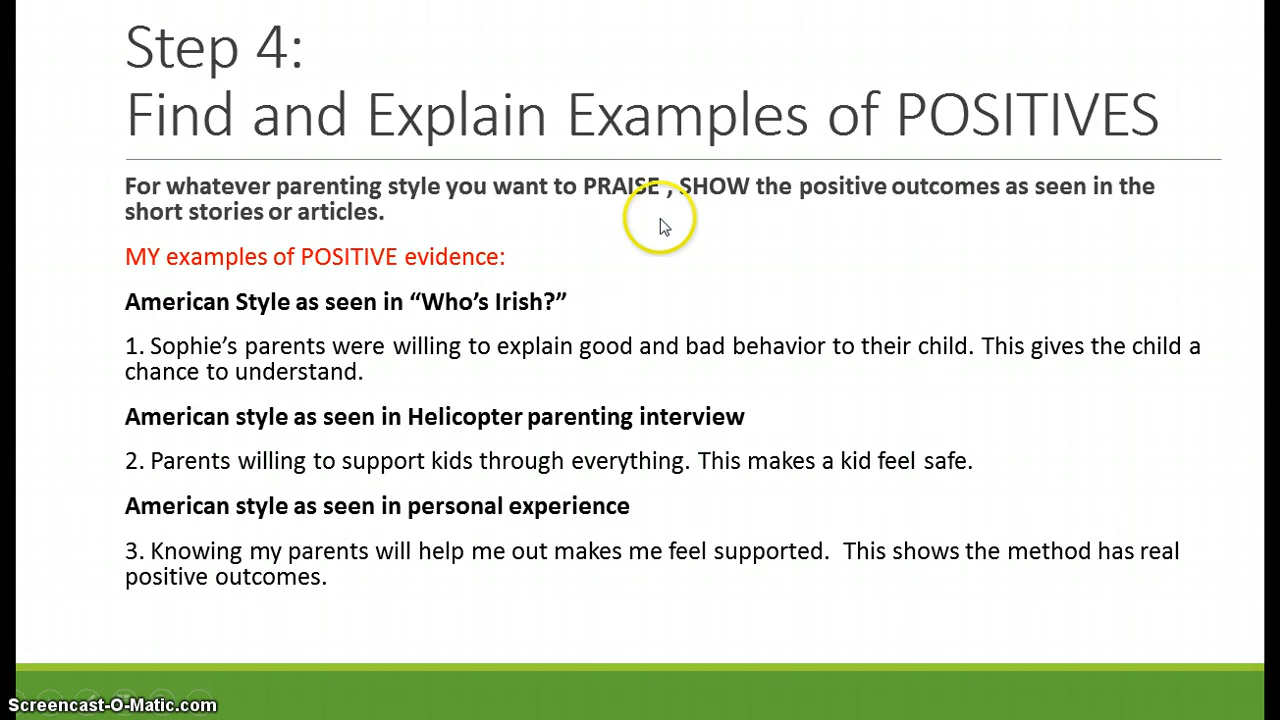 Step 4:
Find and Explain Examples of POSITIVES
For whatever parenting style you want to PRAISE , SHOW the positive outcomes as seen in the
short stories or articles.
MY examples of POSITIVE evidence:
American Style as seen in “Who’s Irish?”
1. Sophie’s parents were willing to explain good and bad behavior to their child. This gives the child a
chance to understand.
American style as seen in Helicopter parenting interview
2. Parents willing to support kids through everything. This makes a kid feel safe.
American style as seen in personal experience
3. Knowing my parents will help me out makes me feel supported.  This shows the method has real
positive outcomes.
Screencast-O-Matic.com